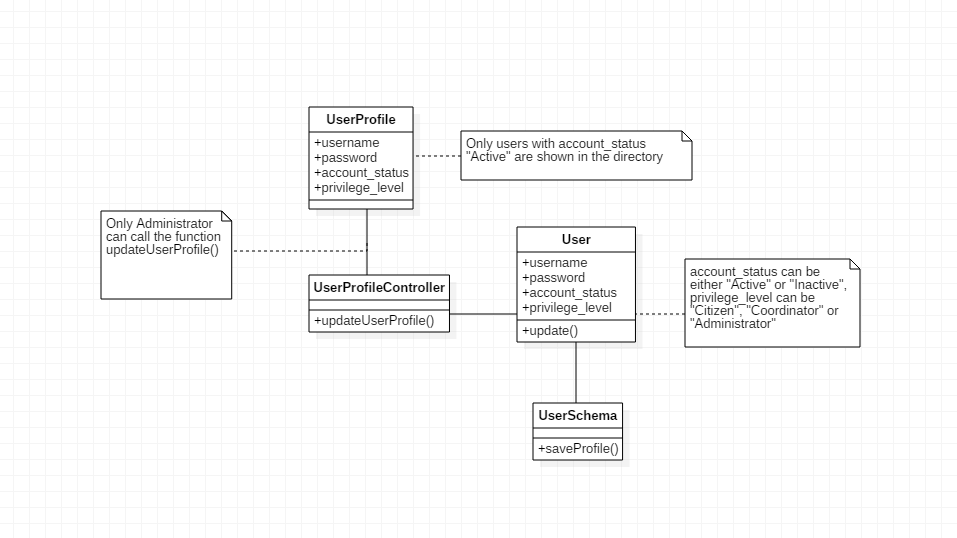 UserProfile
+username
+password
+account_status
+privilege_level
Only users with account_status
"Active" are shown in the directory
Only Administrator
can call the function
updateUserProfile()
UserProfileController
+updateUserProfile()
User
+username
+password
+account_status
+privilege_level
+update()
account_status can be
either "Active" or "Inactive",
privilege_level can be
"Citizen", "Coordinator" or
"Administrator"
UserSchema
+saveProfile()